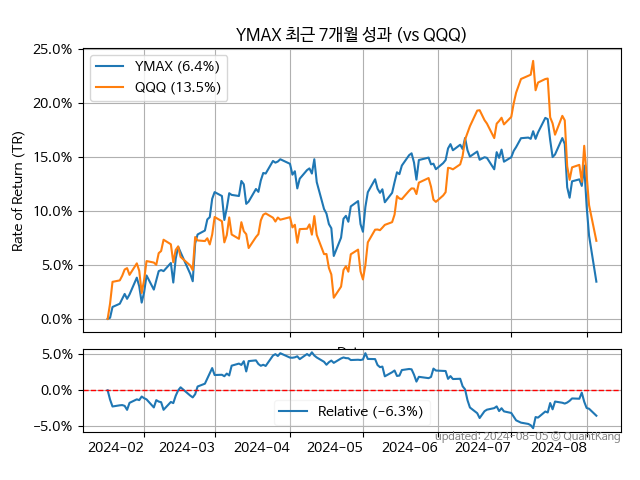 YMAX 최근 7개월 성과 (vs QQQ)
25.0%
20.0%
15.0%
10.0%
5.0%
0.0%
Rate of Return (TR)
YMAX (6.4%)
QQQ (13.5%)
5.0%
0.0%
−5.0%
Relative (−6.3%)
updated: 2024-08-05 © QuantKang
2024−02
2024−03
2024−04
2024−05
2024−06
2024−07
2024−08